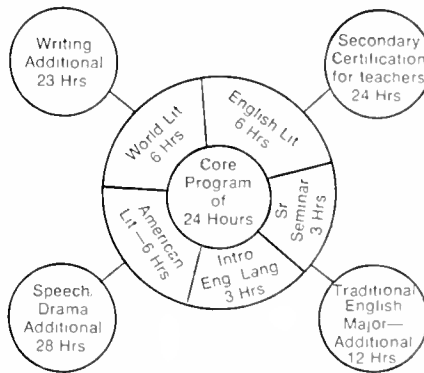 Writing
Additional
23 Hrs
Secondary
Certification
for teachers
24 Hrs
World Lit
6 Hrs
English Lit
6 Hrs
Core
Program
of
24 Hours
Sr
Seminar
3 Hrs
American
Lit — 6 Hrs
Intro
Eng Lang
3 Hrs
Speech,
Drama
Additional
28 Hrs
Traditional
English
Major—
Additional
12 Hrs